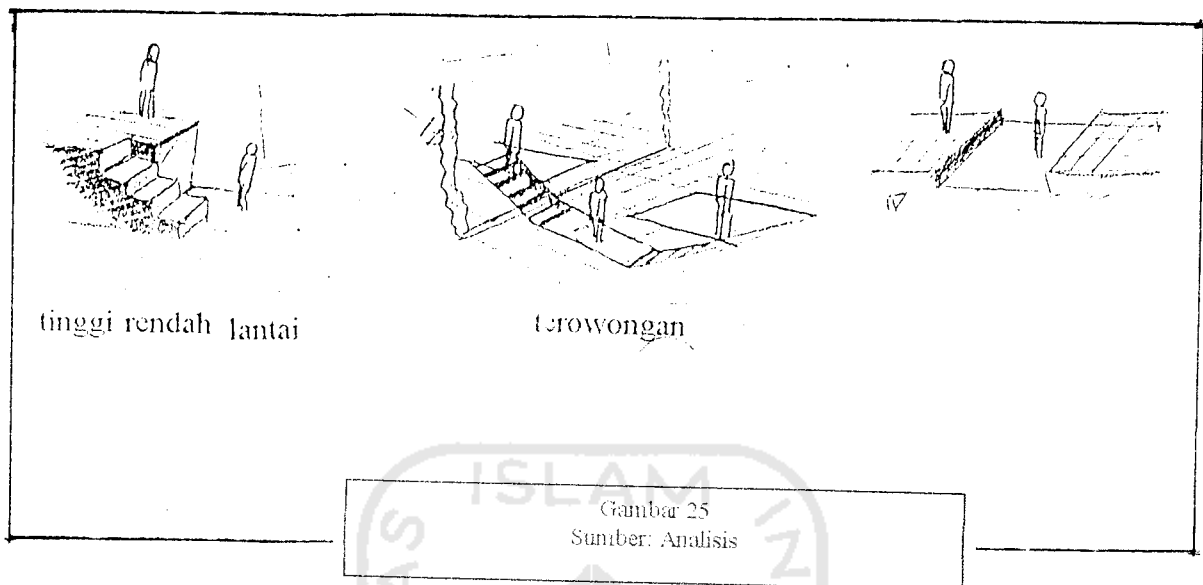 tinggi rendah lantai
terowongan
Gambar 25
Sumber: Analisis
ISLAM